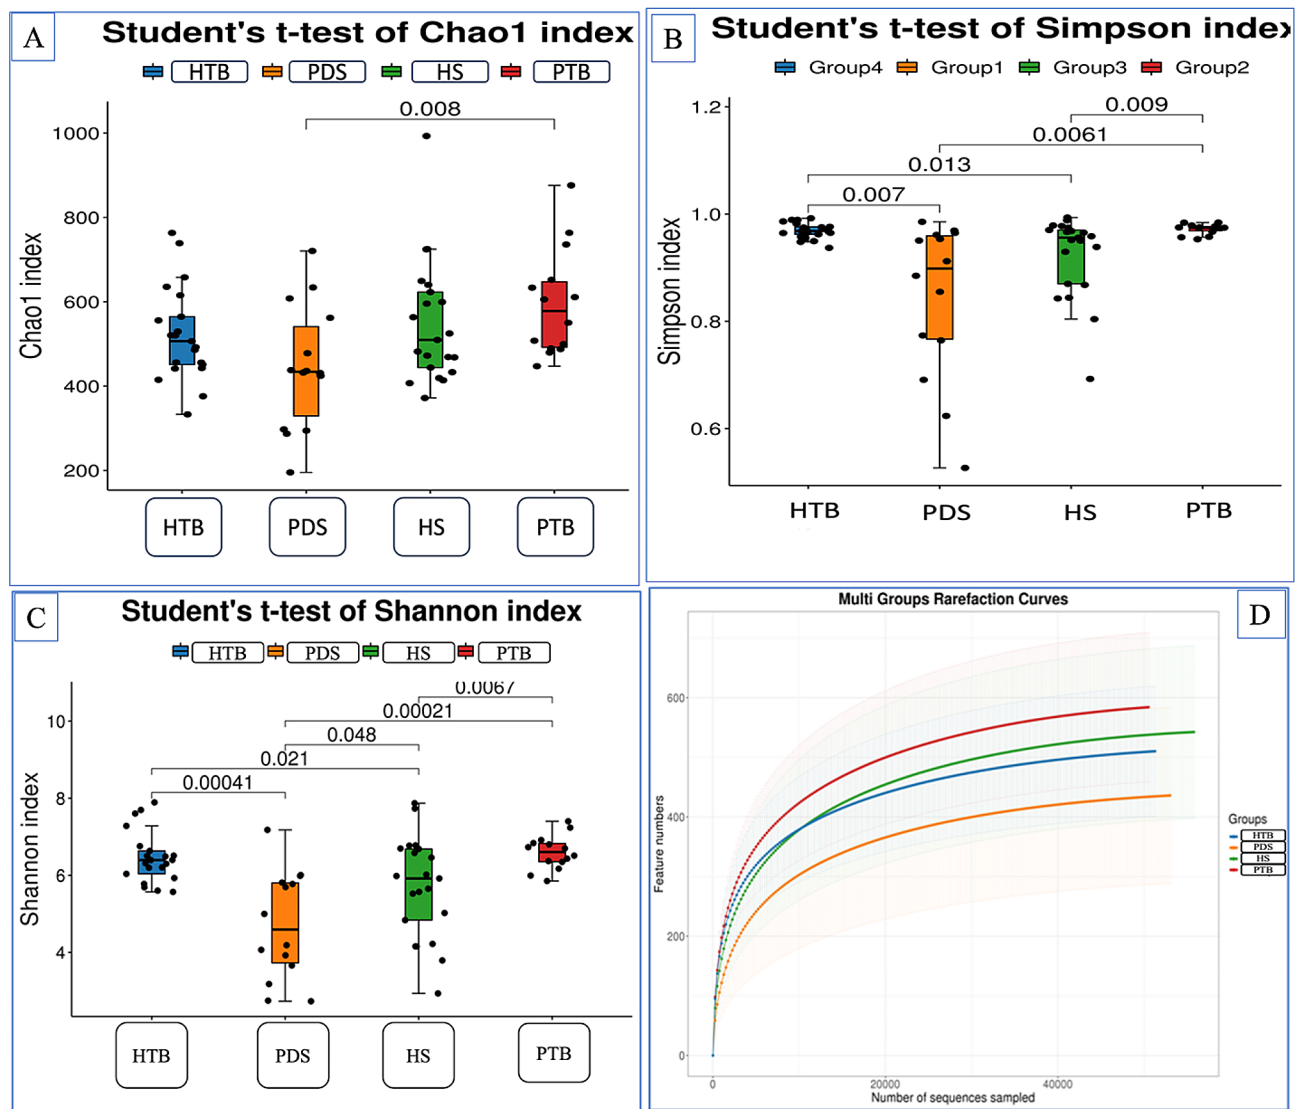 A
Student's t-test of Chao1 index
HTB PDS HS PTB
0.008
Chao1 index
1000
800
600
400
200
HTB PDS HS PTB
B
Student's t-test of Simpson index
Group4 Group1 Group3 Group2
0.009
0.0061
0.013
0.007
Simpson index
1.2
1.0
0.8
0.6
HTB PDS HS PTB
C
Student's t-test of Shannon index
HTB PDS HS PTB
0.0067
0.00021
0.048
0.021
0.00041
Shannon index
10
8
6
4
HTB PDS HS PTB
D
Multi Groups Rarefaction Curves
Feature numbers
600
400
200
0
0 20000 40000
Number of sequences sampled
Groups
HTB
PDS
HS
PTB